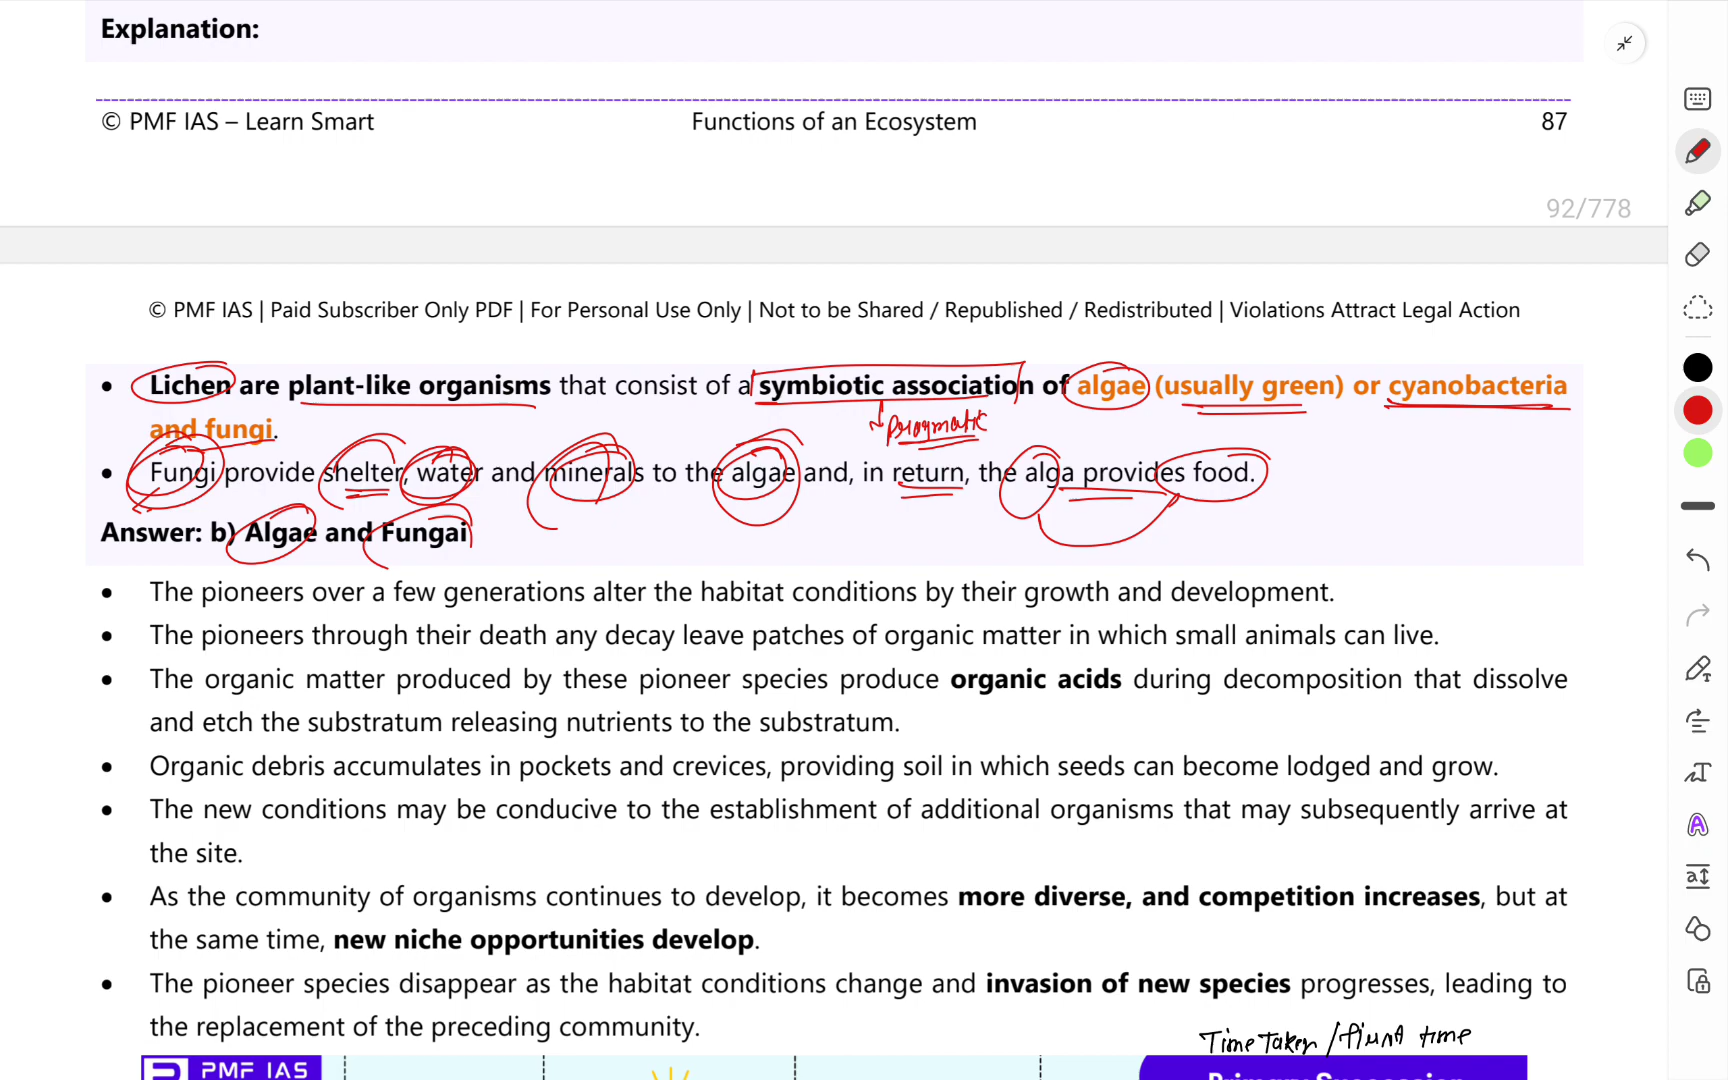 Explanation:
© PMF IAS – Learn Smart Functions of an Ecosystem 87
92/778
© PMF IAS | Paid Subscriber Only PDF | For Personal Use Only | Not to be Shared / Republished / Redistributed | Violations Attract Legal Action
• Lichen are plant-like organisms that consist of a symbiotic association of algae (usually green) or cyanobacteria
and fungi.
• Fungi provide shelter, water and minerals to the algae and, in return, the alga provides food.
Answer: b) Algae and Fungai
• The pioneers over a few generations alter the habitat conditions by their growth and development.
• The pioneers through their death any decay leave patches of organic matter in which small animals can live.
• The organic matter produced by these pioneer species produce organic acids during decomposition that dissolve
and etch the substratum releasing nutrients to the substratum.
• Organic debris accumulates in pockets and crevices, providing soil in which seeds can become lodged and grow.
• The new conditions may be conducive to the establishment of additional organisms that may subsequently arrive at
the site.
• As the community of organisms continues to develop, it becomes more diverse, and competition increases, but at
the same time, new niche opportunities develop.
• The pioneer species disappear as the habitat conditions change and invasion of new species progresses, leading to
the replacement of the preceding community.
Time Taken / time
PMF IAS
Primary Succession